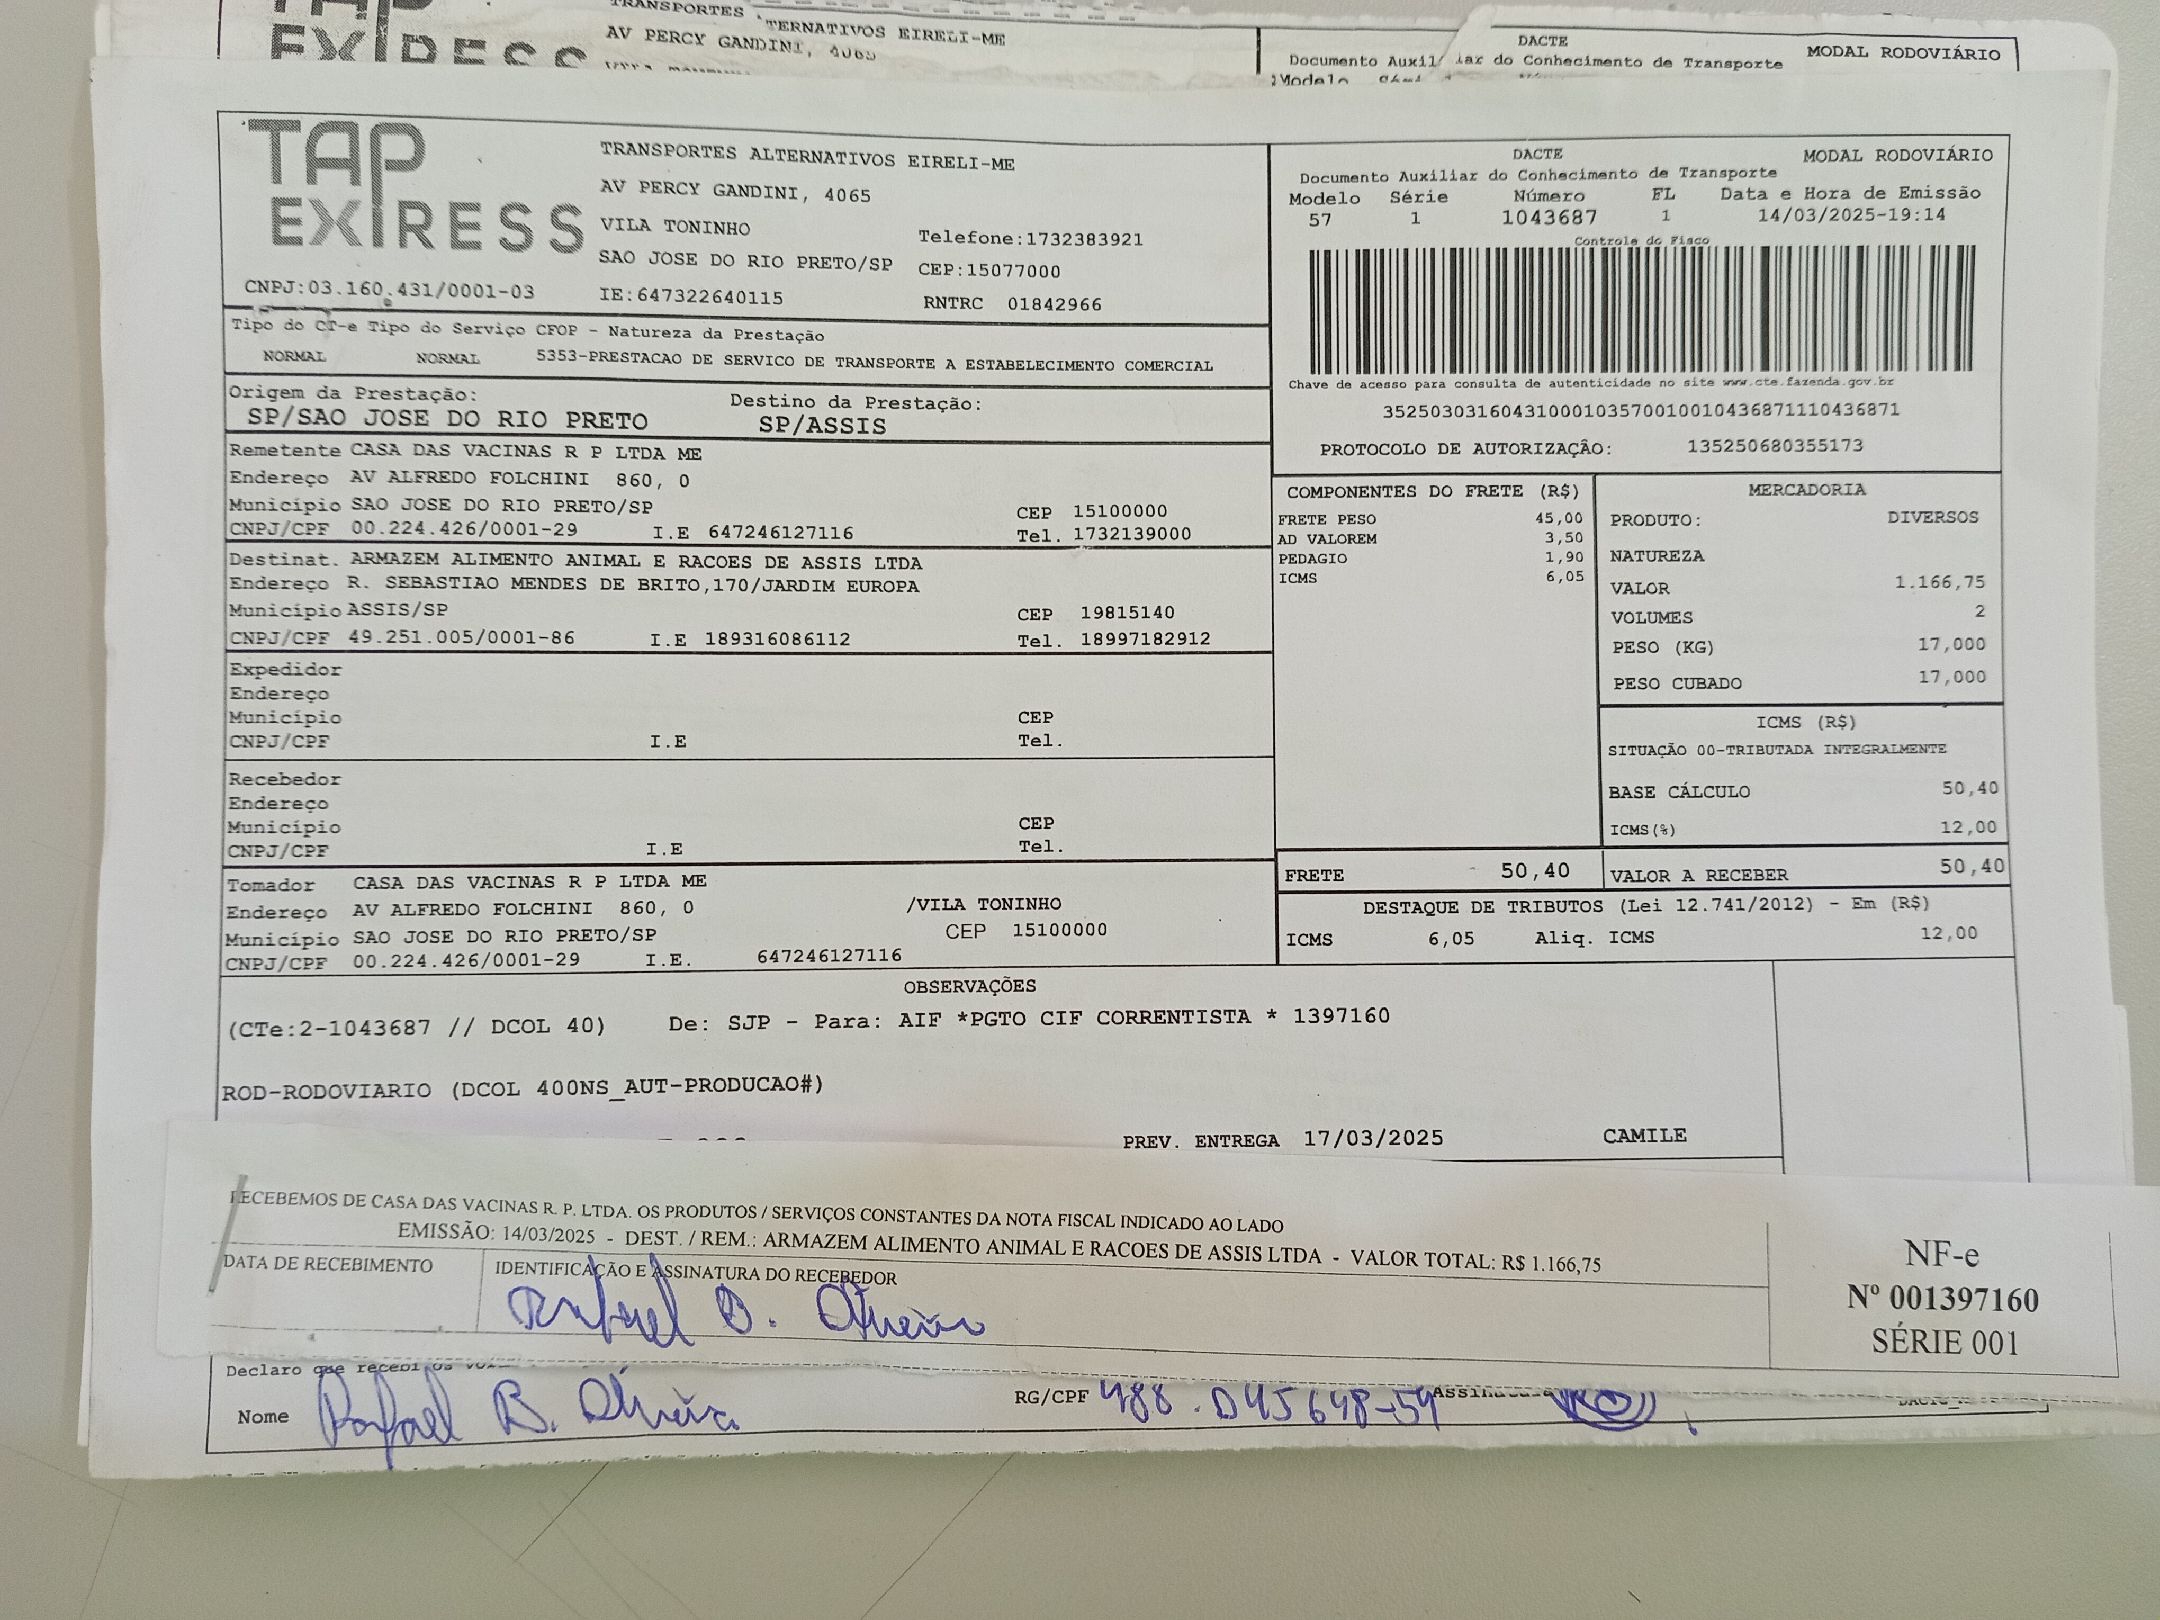 TRANSPORTES ALTERNATIVOS EIRELI-ME
AV PERCY GANDINI, 4065
DACTE
MODAL RODOVIÁRIO
Documento Auxiliar do Conhecimento de Transporte
Modelo
TAP EXPRESS
TRANSPORTES ALTERNATIVOS EIRELI-ME
AV PERCY GANDINI, 4065
VILA TONINHO
Telefone:1732383921
SAO JOSE DO RIO PRETO/SP CEP:15077000
CNPJ:03.160.431/0001-03 IE:647322640115 RNTRC 01842966
DACTE MODAL RODOVIÁRIO
Documento Auxiliar do Conhecimento de Transporte
Modelo Série Número FL Data e Hora de Emissão
57 1 1043687 1 14/03/2025-19:14
Controle do Fisco
Chave de acesso para consulta de autenticidade no site www.cte.fazenda.gov.br
35250303160431000103570010010436871110436871
PROTOCOLO DE AUTORIZAÇÂO: 135250680355173
Tipo do CT-e Tipo do Serviço CFOP - Natureza da Prestação
NORMAL NORMAL 5353-PRESTACAO DE SERVICO DE TRANSPORTE A ESTABELECIMENTO COMERCIAL
Origem da Prestação: Destino da Prestação:
SP/SAO JOSE DO RIO PRETO SP/ASSIS
Remetente CASA DAS VACINAS R P LTDA ME
Endereço AV ALFREDO FOLCHINI 860, 0
Município SAO JOSE DO RIO PRETO/SP CEP 15100000
CNPJ/CPF 00.224.426/0001-29 I.E 647246127116 Tel. 1732139000
Destinat. ARMAZEM ALIMENTO ANIMAL E RACOES DE ASSIS LTDA
Endereço R. SEBASTIAO MENDES DE BRITO,170/JARDIM EUROPA
Município ASSIS/SP CEP 19815140
CNPJ/CPF 49.251.005/0001-86 I.E 189316086112 Tel. 18997182912
Expedidor
Endereço
Município CEP
CNPJ/CPF I.E Tel.
Recebedor
Endereço
Município CEP
CNPJ/CPF I.E Tel.
Tomador CASA DAS VACINAS R P LTDA ME
Endereço AV ALFREDO FOLCHINI 860, 0 /VILA TONINHO
Município SAO JOSE DO RIO PRETO/SP CEP 15100000
CNPJ/CPF 00.224.426/0001-29 I.E. 647246127116
COMPONENTES DO FRETE (R$)
FRETE PESO 45,00
AD VALOREM 3,50
PEDAGIO 1,90
ICMS 6,05
MERCADORIA
PRODUTO: DIVERSOS
NATUREZA
VALOR 1.166,75
VOLUMES 2
PESO (KG) 17,000
PESO CUBADO 17,000
ICMS (R$)
SITUAÇÃO 00-TRIBUTADA INTEGRALMENTE
BASE CÁLCULO 50,40
ICMS(%) 12,00
FRETE 50,40 VALOR A RECEBER 50,40
DESTAQUE DE TRIBUTOS (Lei 12.741/2012) - Em (R$)
ICMS 6,05 Aliq. ICMS 12,00
OBSERVAÇÕES
(CTe:2-1043687 // DCOL 40) De: SJP - Para: AIF *PGTO CIF CORRENTISTA * 1397160
ROD-RODOVIARIO (DCOL 400NS_AUT-PRODUCAO#)
PREV. ENTREGA 17/03/2025 CAMILE
RECEBEMOS DE CASA DAS VACINAS R. P. LTDA. OS PRODUTOS / SERVIÇOS CONSTANTES DA NOTA FISCAL INDICADO AO LADO
EMISSÃO: 14/03/2025 - DEST. / REM.: ARMAZEM ALIMENTO ANIMAL E RACOES DE ASSIS LTDA - VALOR TOTAL: R$ 1.166,75
DATA DE RECEBIMENTO IDENTIFICAÇÃO E ASSINATURA DO RECEBEDOR
Rafael B. Oliveira
NF-e
Nº 001397160
SÉRIE 001
Declaro que recebi os
Nome Rafael B. Oliveira RG/CPF 488.045648-59 Assinatura